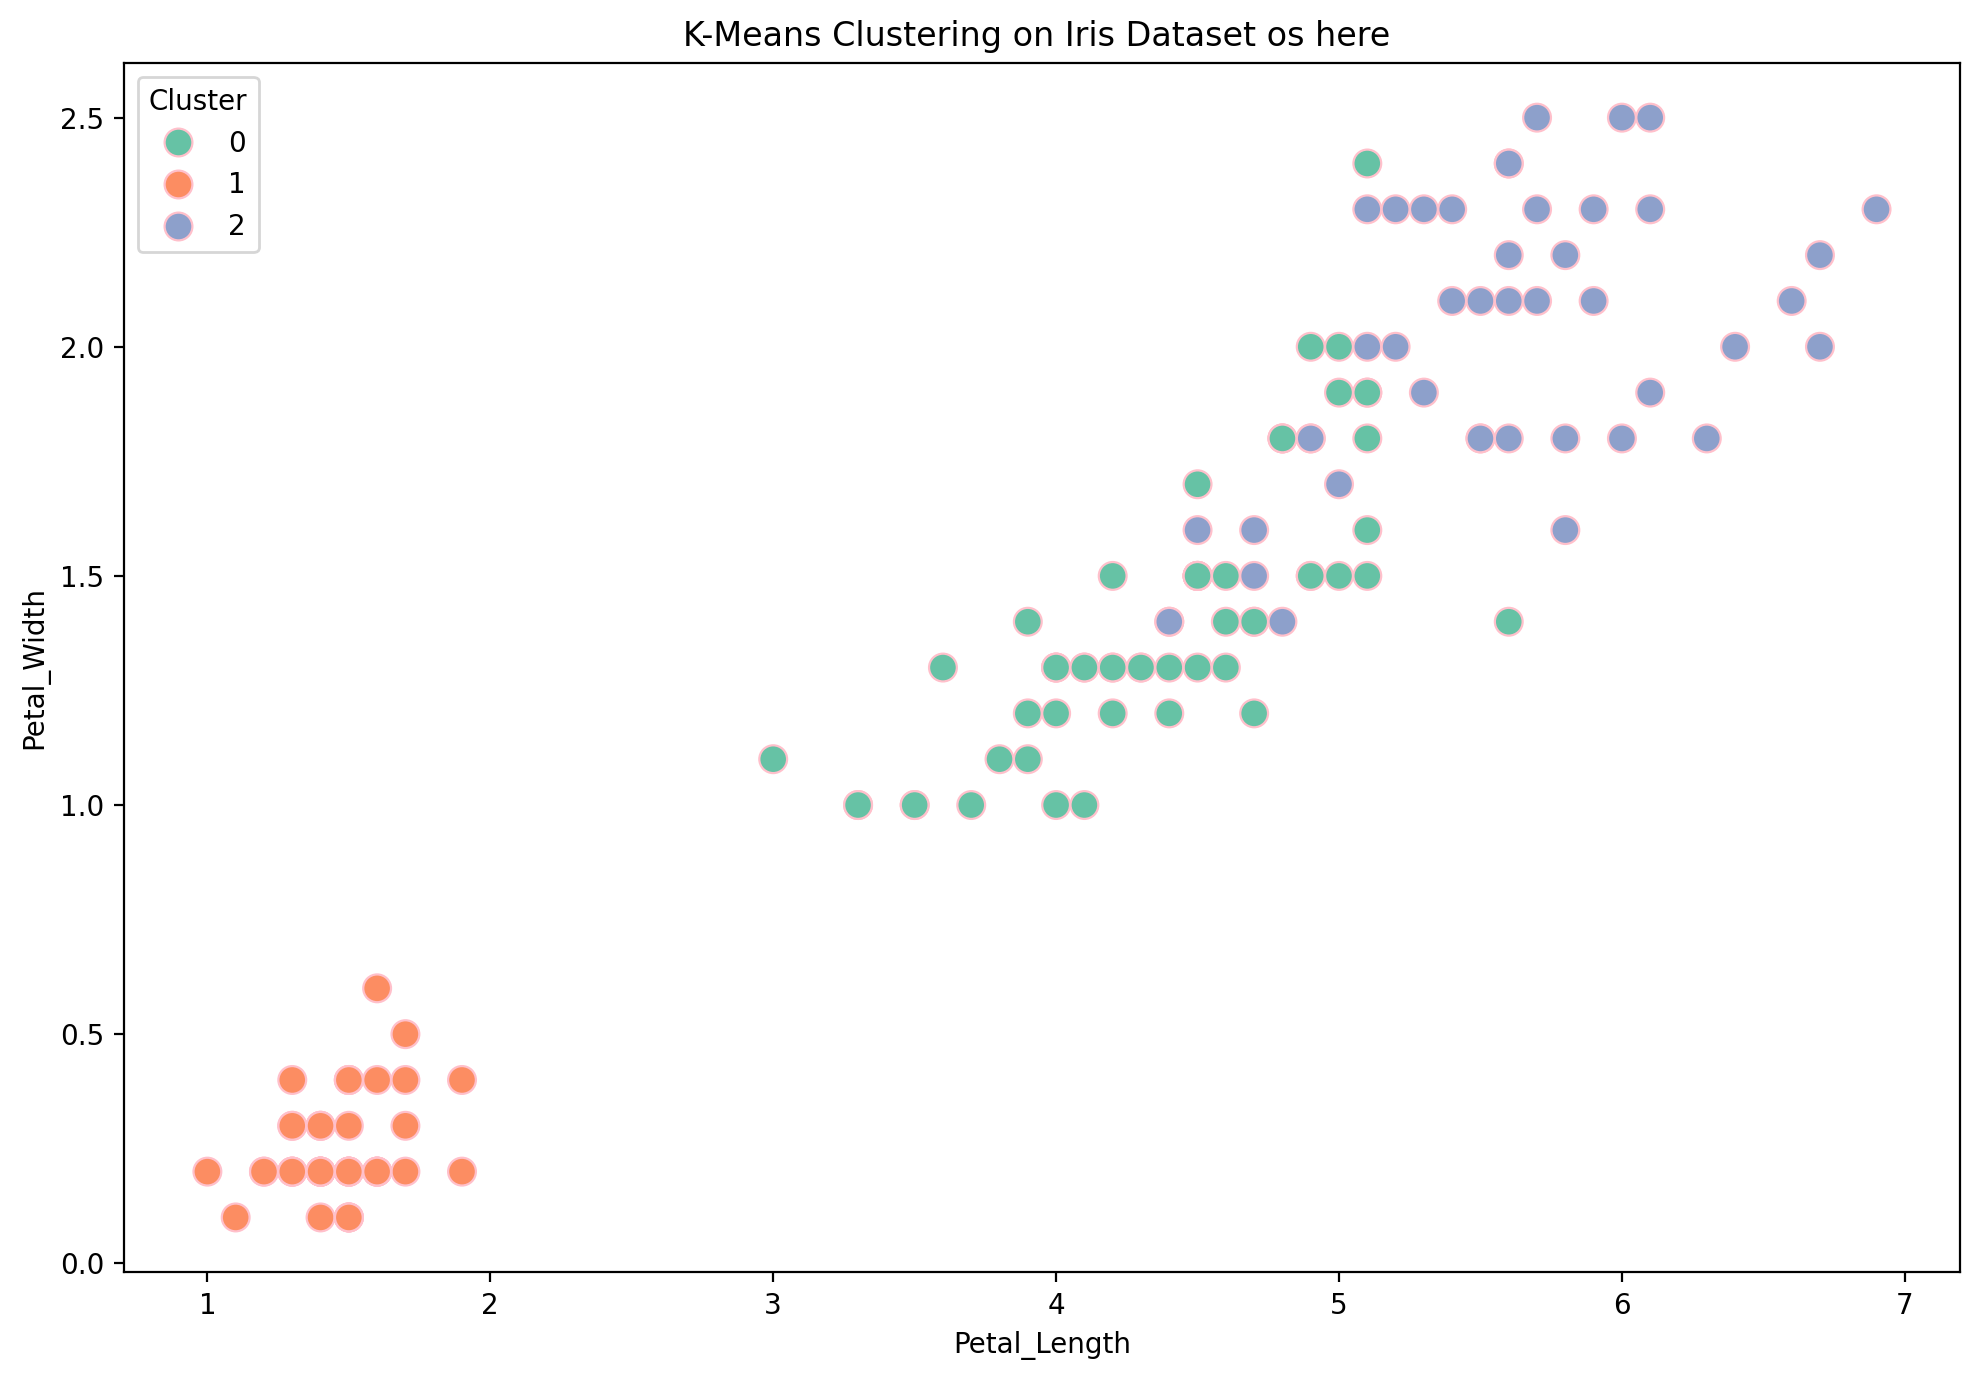 K-Means Clustering on Iris Dataset os here
Cluster
0
1
2
2.5
2.0
1.5
1.0
0.5
0.0
Petal_Width
1 2 3 4 5 6 7
Petal_Length